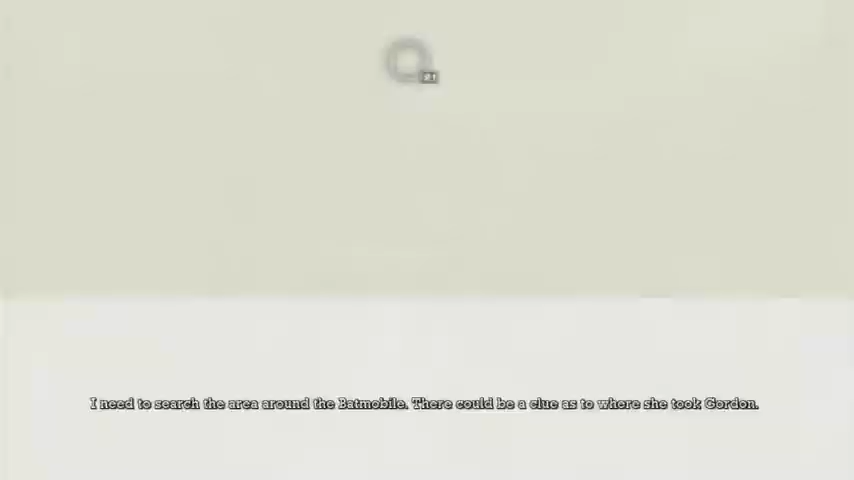 I need to search the area around the Batmobile. There could be a clue as to where she took Gordon.